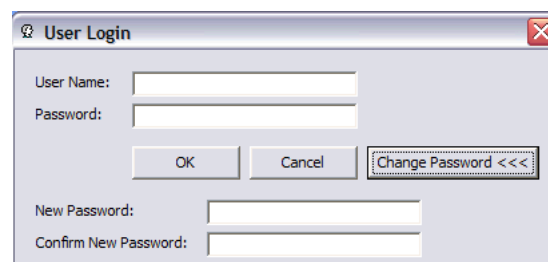 User Login
User Name:
Password:
OK Cancel Change Password <<<
New Password:
Confirm New Password: